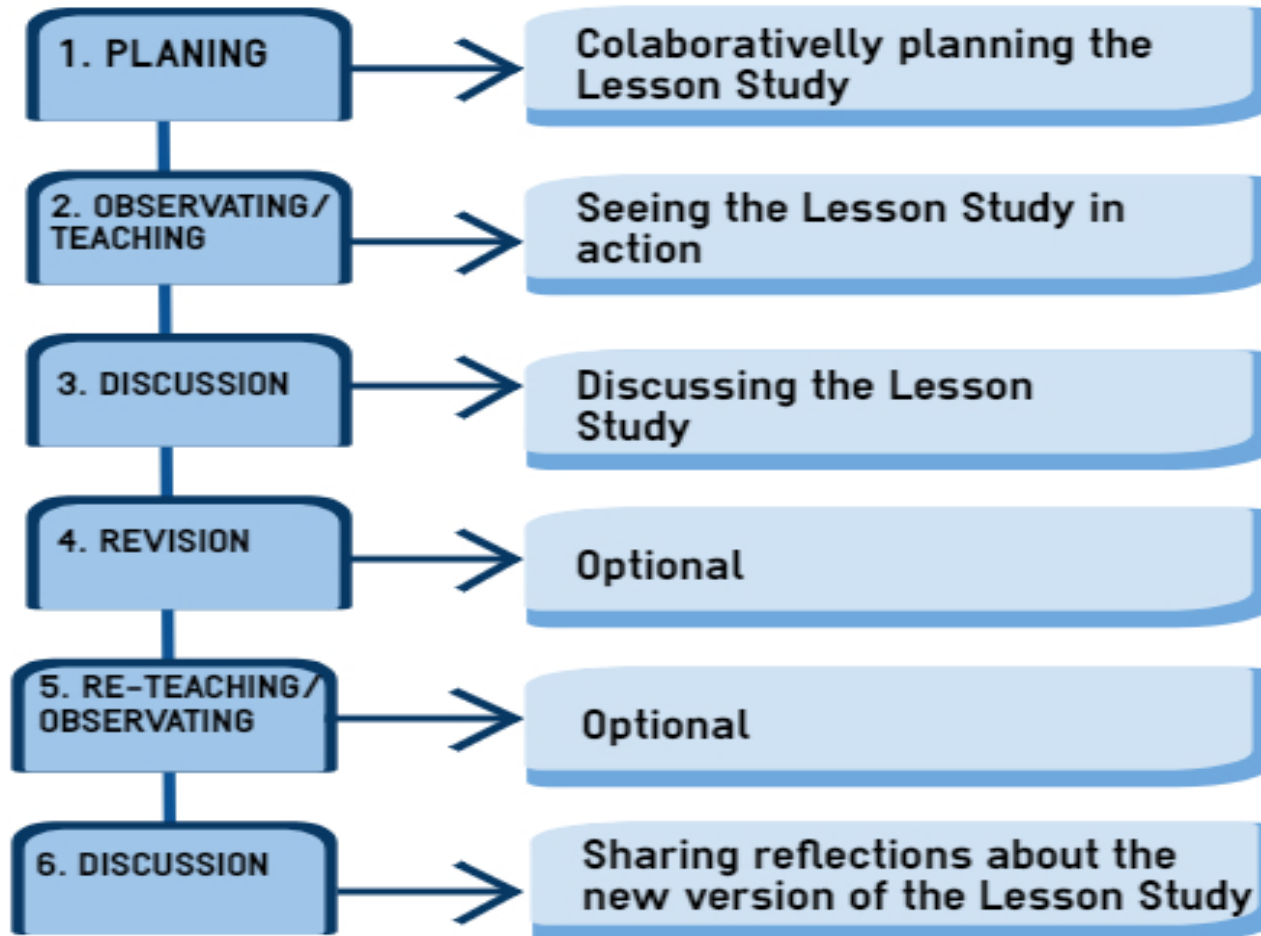 1. PLANING
Colaborativelly planning the
Lesson Study
2. OBSERVATING/
TEACHING
Seeing the Lesson Study in
action
3. DISCUSSION
Discussing the Lesson
Study
4. REVISION
Optional
5. RE-TEACHING/
OBSERVATING
Optional
6. DISCUSSION
Sharing reflections about the
new version of the Lesson Study